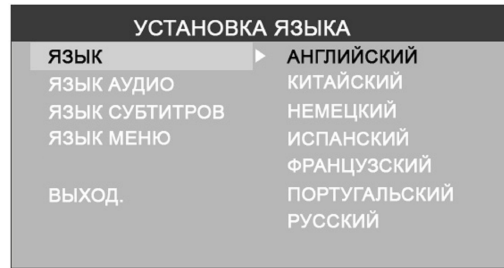 УСТАНОВКА ЯЗЫКА
ЯЗЫК
ЯЗЫК АУДИО
ЯЗЫК СУБТИТРОВ
ЯЗЫК МЕНЮ
ВЫХОД.
АНГЛИЙСКИЙ
КИТАЙСКИЙ
НЕМЕЦКИЙ
ИСПАНСКИЙ
ФРАНЦУЗСКИЙ
ПОРТУГАЛЬСКИЙ
РУССКИЙ